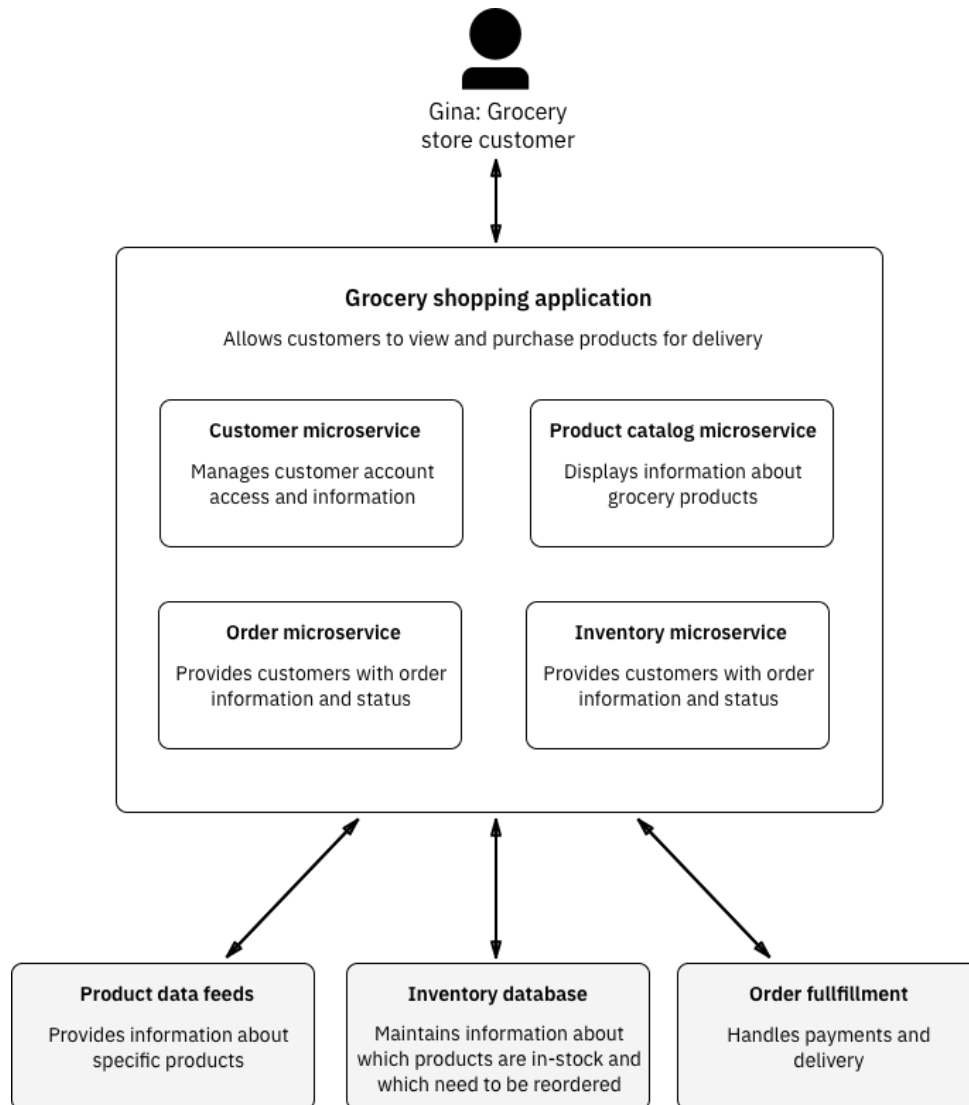 Gina: Grocery
store customer
Grocery shopping application
Allows customers to view and purchase products for delivery
Customer microservice
Manages customer account
access and information
Product catalog microservice
Displays information about
grocery products
Order microservice
Provides customers with order
information and status
Inventory microservice
Provides customers with order
information and status
Product data feeds
Provides information about
specific products
Inventory database
Maintains information about
which products are in-stock and
which need to be reordered
Order fullfillment
Handles payments and
delivery